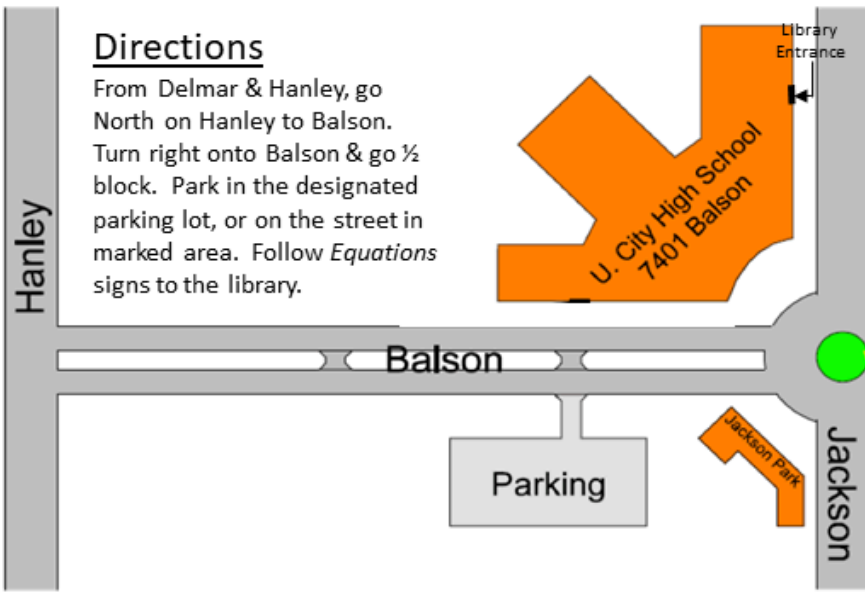 Directions
From Delmar & Hanley, go
North on Hanley to Balson.
Turn right onto Balson & go ½
block. Park in the designated
parking lot, or on the street in
marked area. Follow Equations
signs to the library.
Library
Entrance
U. City High School
7401 Balson
Hanley
Balson
Parking
Jackson Park
Jackson